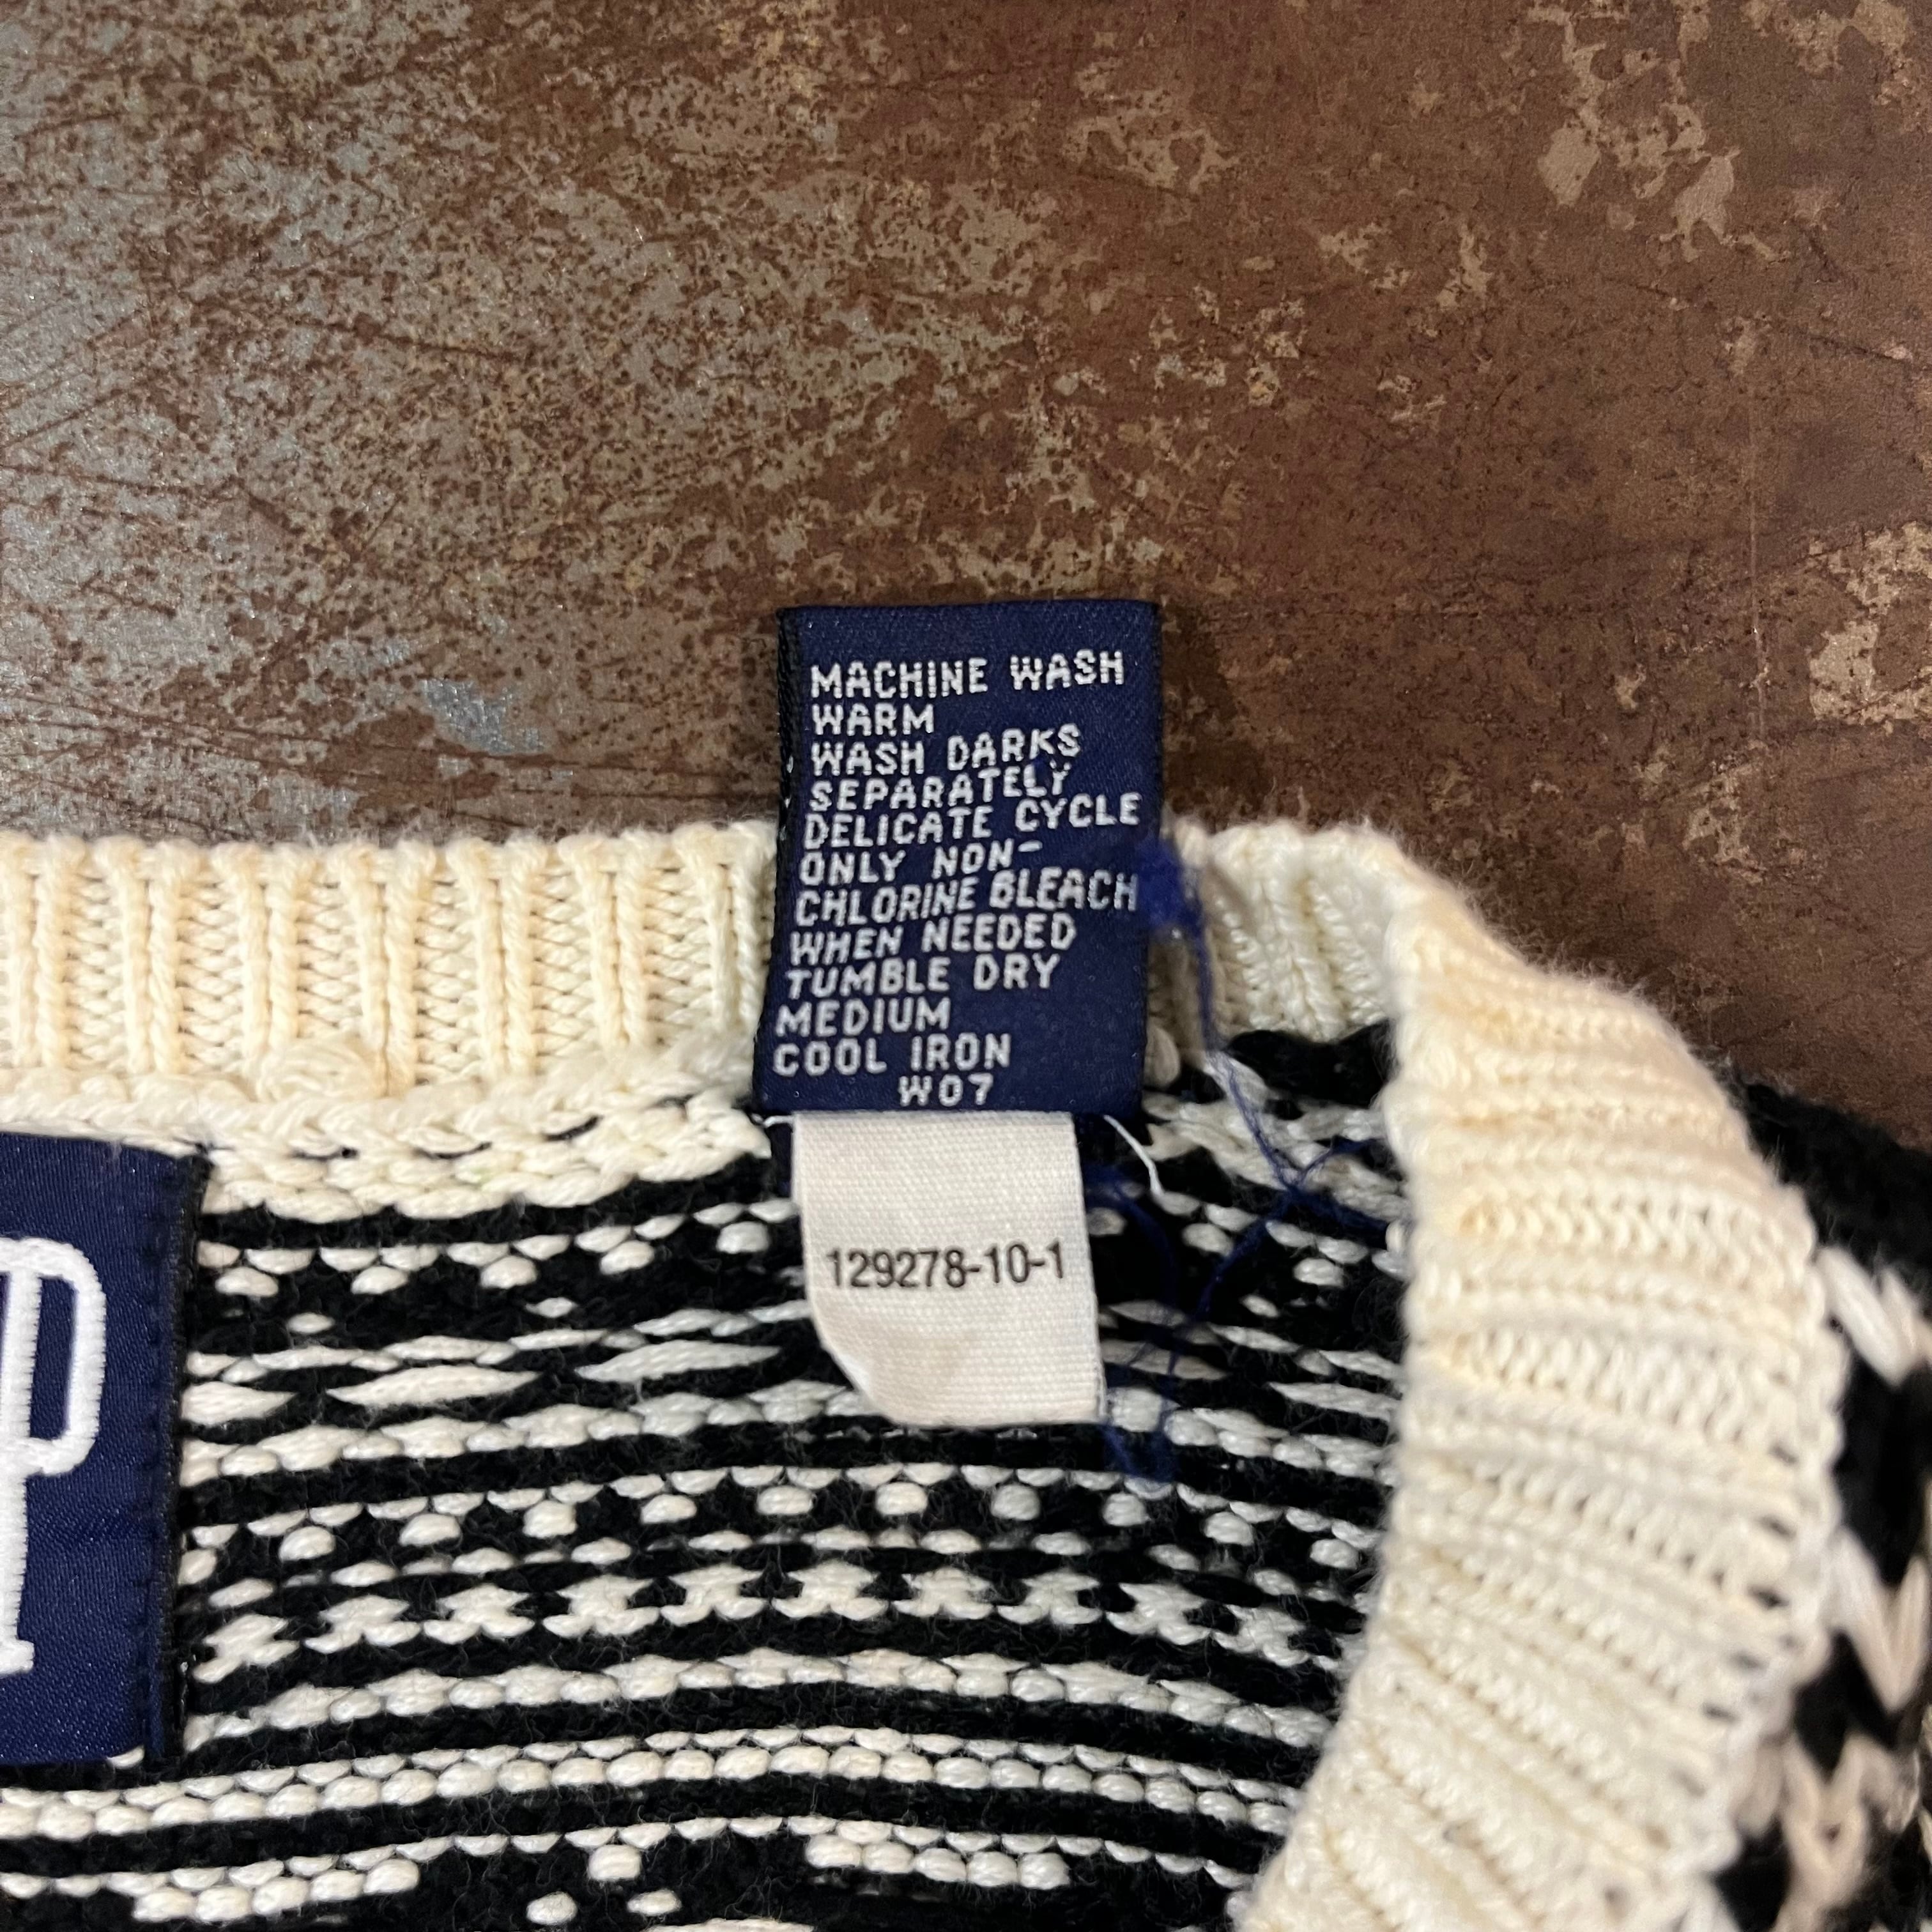 MACHINE WASH
WARM
WASH DARKS
SEPARATELY
DELICATE CYCLE
ONLY NON-
CHLORINE BLEACH
WHEN NEEDED
TUMBLE DRY
MEDIUM
COOL IRON
W07
129278-10-1
P